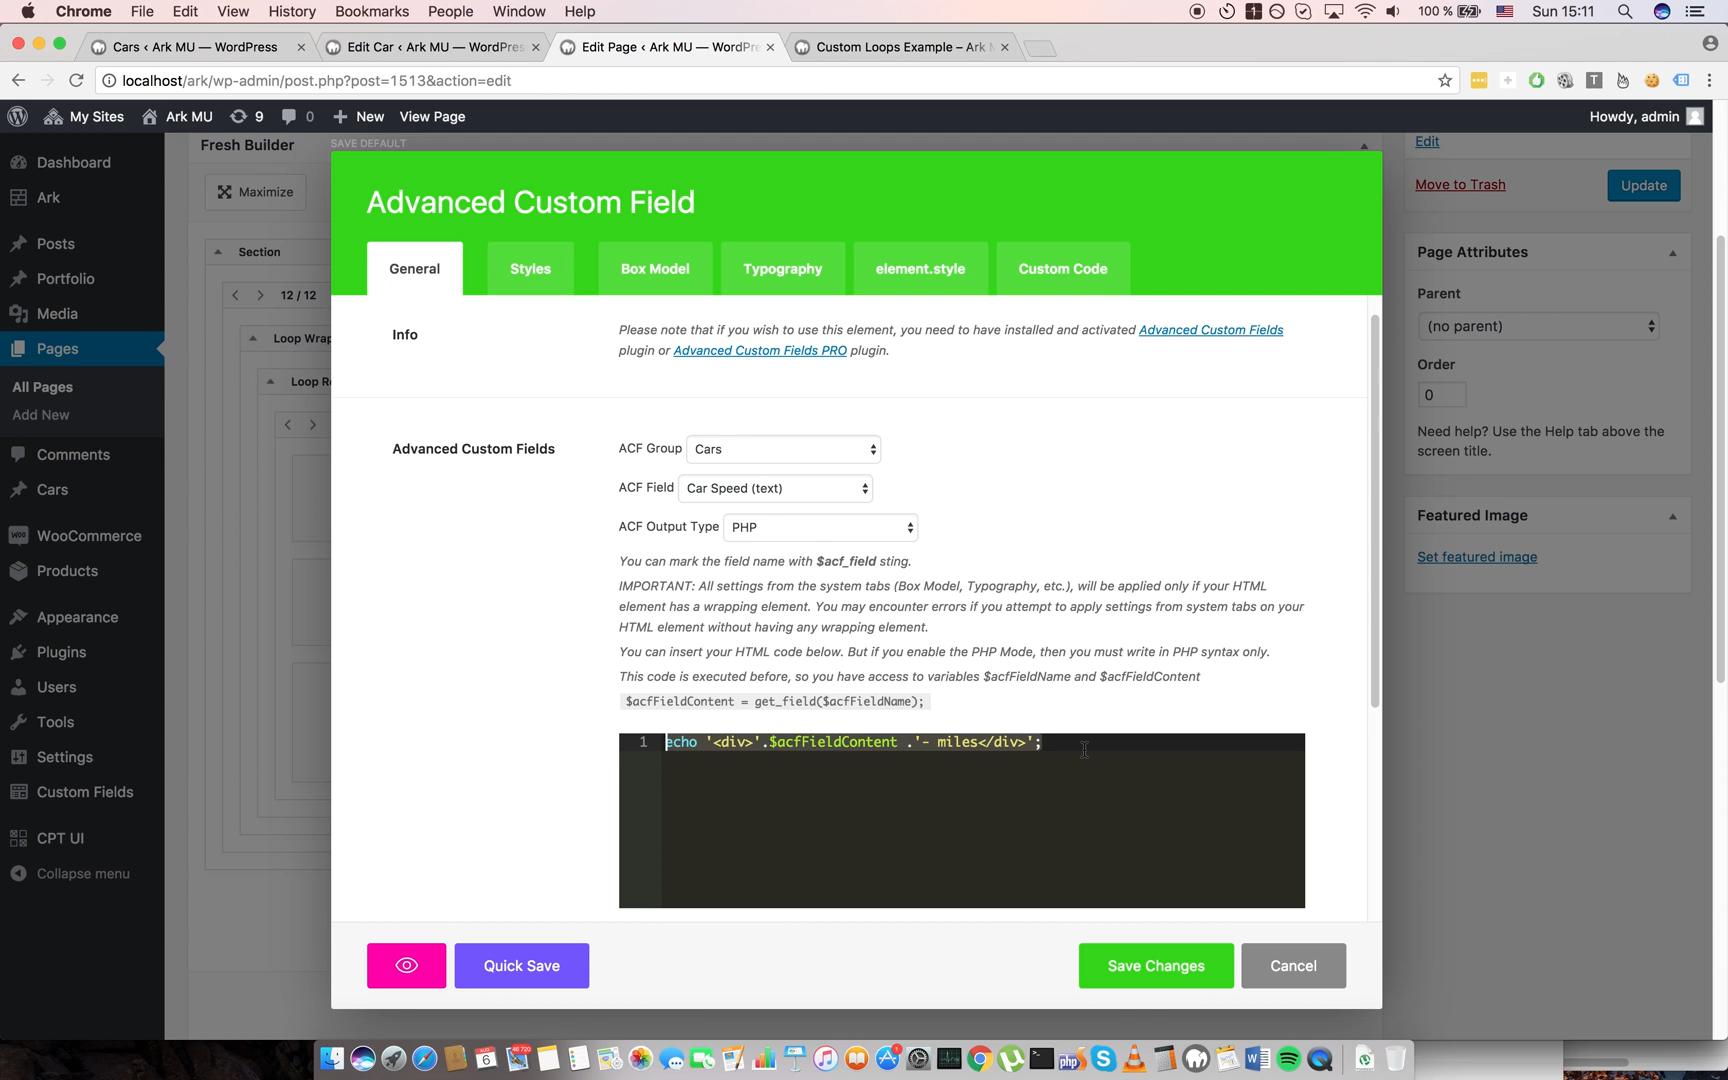 Chrome File Edit View History Bookmarks People Window Help 100 % Sun 15:11
Cars ‹ Ark MU — WordPress
Edit Car ‹ Ark MU — WordPres
Edit Page ‹ Ark MU — WordPre
Custom Loops Example – Ark M
localhost/ark/wp-admin/post.php?post=1513&action=edit
My Sites Ark MU 9 0 New View Page Howdy, admin
Dashboard
Ark
Posts
Portfolio
Media
Pages
All Pages
Add New
Comments
Cars
WooCommerce
Products
Appearance
Plugins
Users
Tools
Settings
Custom Fields
CPT UI
Collapse menu
Fresh Builder SAVE DEFAULT
Maximize
Section
12 / 12
Loop Wrap
Loop R
Advanced Custom Field
General Styles Box Model Typography element.style Custom Code
Info
Please note that if you wish to use this element, you need to have installed and activated Advanced Custom Fields
plugin or Advanced Custom Fields PRO plugin.
Advanced Custom Fields
ACF Group Cars
ACF Field Car Speed (text)
ACF Output Type PHP
You can mark the field name with $acf_field sting.
IMPORTANT: All settings from the system tabs (Box Model, Typography, etc.), will be applied only if your HTML
element has a wrapping element. You may encounter errors if you attempt to apply settings from system tabs on your
HTML element without having any wrapping element.
You can insert your HTML code below. But if you enable the PHP Mode, then you must write in PHP syntax only.
This code is executed before, so you have access to variables $acfFieldName and $acfFieldContent
$acfFieldContent = get_field($acfFieldName);
1 echo '<div>'.$acfFieldContent .'- miles</div>';
Quick Save
Save Changes
Cancel
Edit
Move to Trash
Update
Page Attributes
Parent
(no parent)
Order
0
Need help? Use the Help tab above the
screen title.
Featured Image
Set featured image